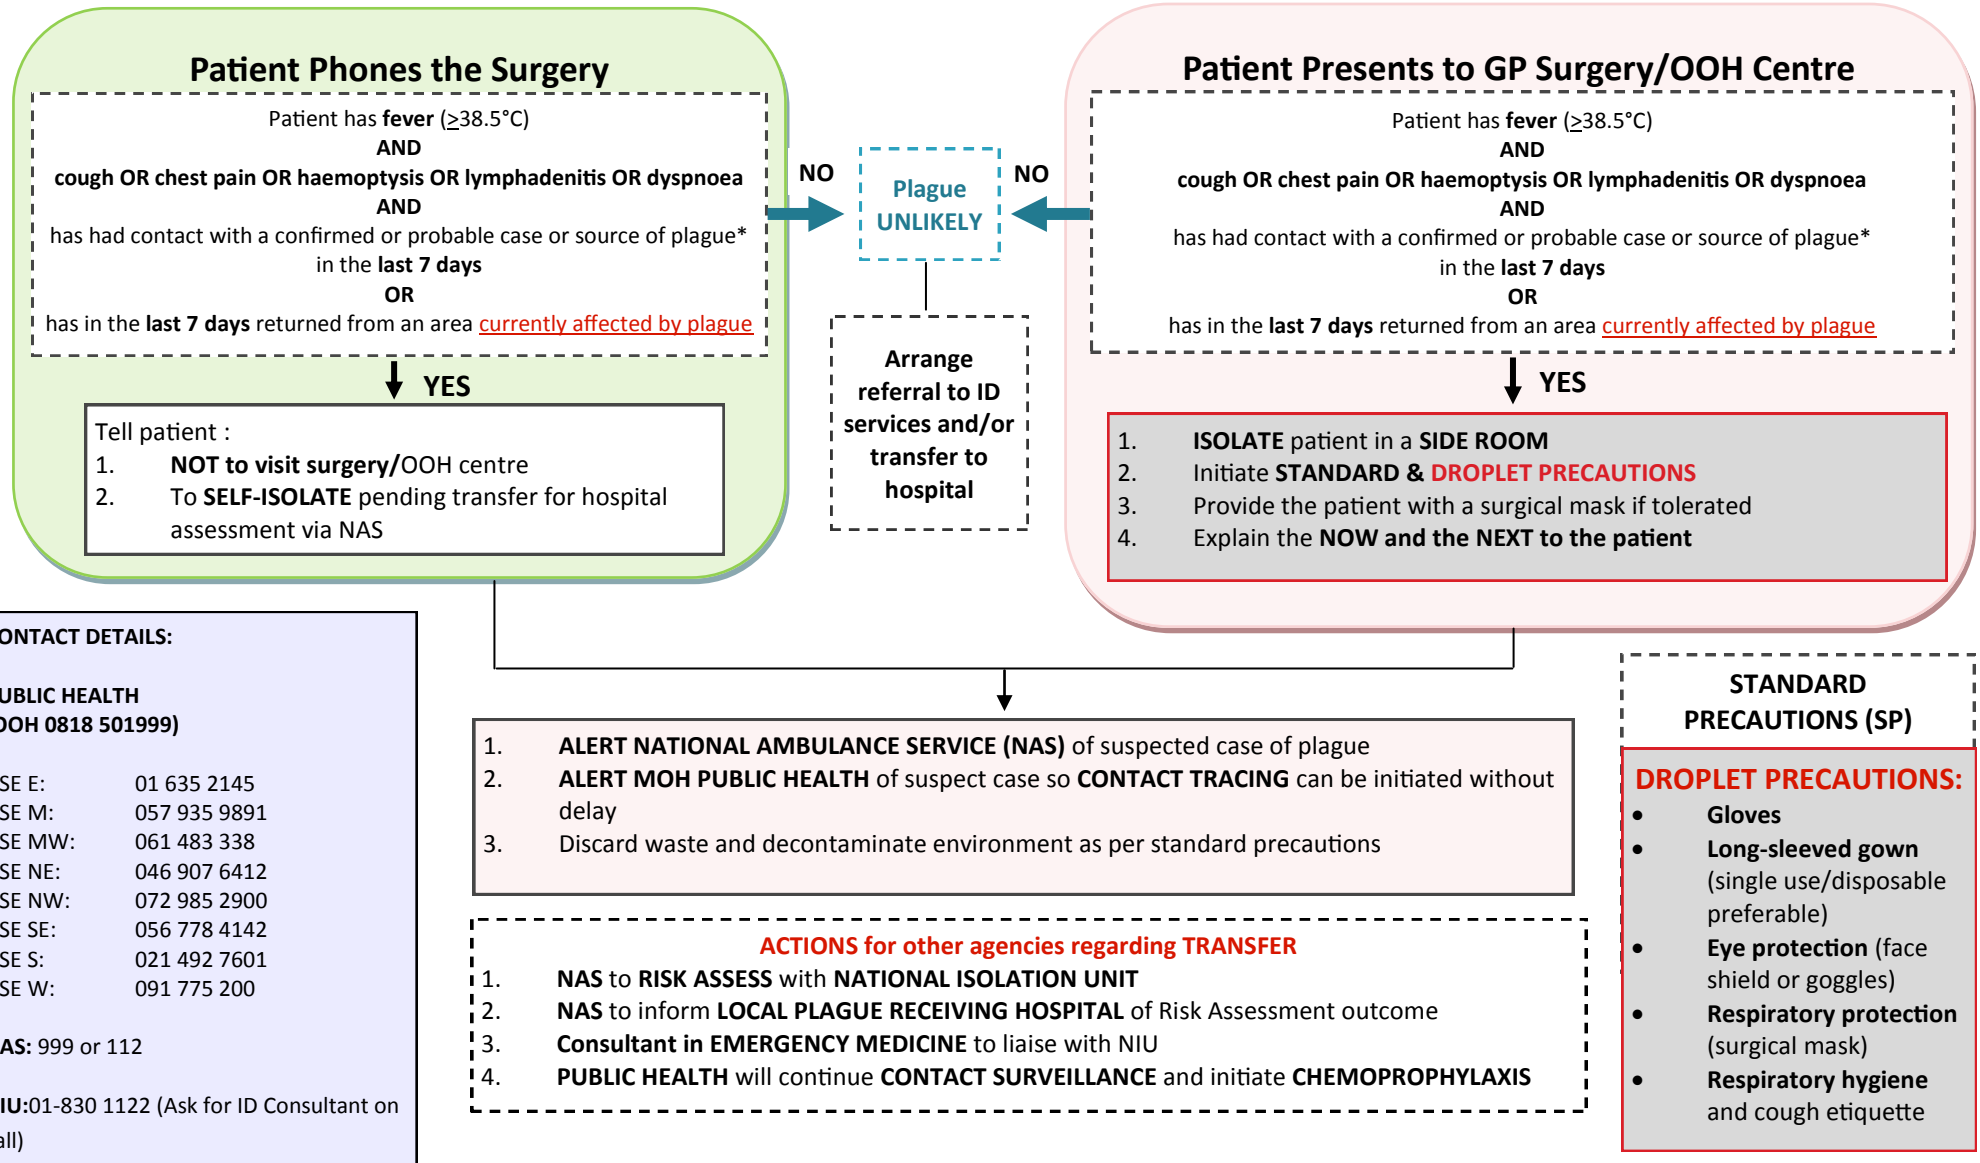 Patient Phones the Surgery
Patient has fever (≥38.5°C)
AND
cough OR chest pain OR haemoptysis OR lymphadenitis OR dyspnoea
AND
has had contact with a confirmed or probable case or source of plague*
in the last 7 days
OR
has in the last 7 days returned from an area currently affected by plague
YES
Tell patient :
1. NOT to visit surgery/OOH centre
2. To SELF-ISOLATE pending transfer for hospital
assessment via NAS
NO
Plague
UNLIKELY
NO
Arrange
referral to ID
services and/or
transfer to
hospital
Patient Presents to GP Surgery/OOH Centre
Patient has fever (≥38.5°C)
AND
cough OR chest pain OR haemoptysis OR lymphadenitis OR dyspnoea
AND
has had contact with a confirmed or probable case or source of plague*
in the last 7 days
OR
has in the last 7 days returned from an area currently affected by plague
YES
1. ISOLATE patient in a SIDE ROOM
2. Initiate STANDARD & DROPLET PRECAUTIONS
3. Provide the patient with a surgical mask if tolerated
4. Explain the NOW and the NEXT to the patient
ONTACT DETAILS:
UBLIC HEALTH
OOH 0818 501999)
SE E: 01 635 2145
SE M: 057 935 9891
SE MW: 061 483 338
SE NE: 046 907 6412
SE NW: 072 985 2900
SE SE: 056 778 4142
SE S: 021 492 7601
SE W: 091 775 200
AS: 999 or 112
IU:01-830 1122 (Ask for ID Consultant on
all)
1. ALERT NATIONAL AMBULANCE SERVICE (NAS) of suspected case of plague
2. ALERT MOH PUBLIC HEALTH of suspect case so CONTACT TRACING can be initiated without
delay
3. Discard waste and decontaminate environment as per standard precautions
ACTIONS for other agencies regarding TRANSFER
1. NAS to RISK ASSESS with NATIONAL ISOLATION UNIT
2. NAS to inform LOCAL PLAGUE RECEIVING HOSPITAL of Risk Assessment outcome
3. Consultant in EMERGENCY MEDICINE to liaise with NIU
4. PUBLIC HEALTH will continue CONTACT SURVEILLANCE and initiate CHEMOPROPHYLAXIS
STANDARD
PRECAUTIONS (SP)
DROPLET PRECAUTIONS:
• Gloves
• Long-sleeved gown
(single use/disposable
preferable)
• Eye protection (face
shield or goggles)
• Respiratory protection
(surgical mask)
• Respiratory hygiene
and cough etiquette